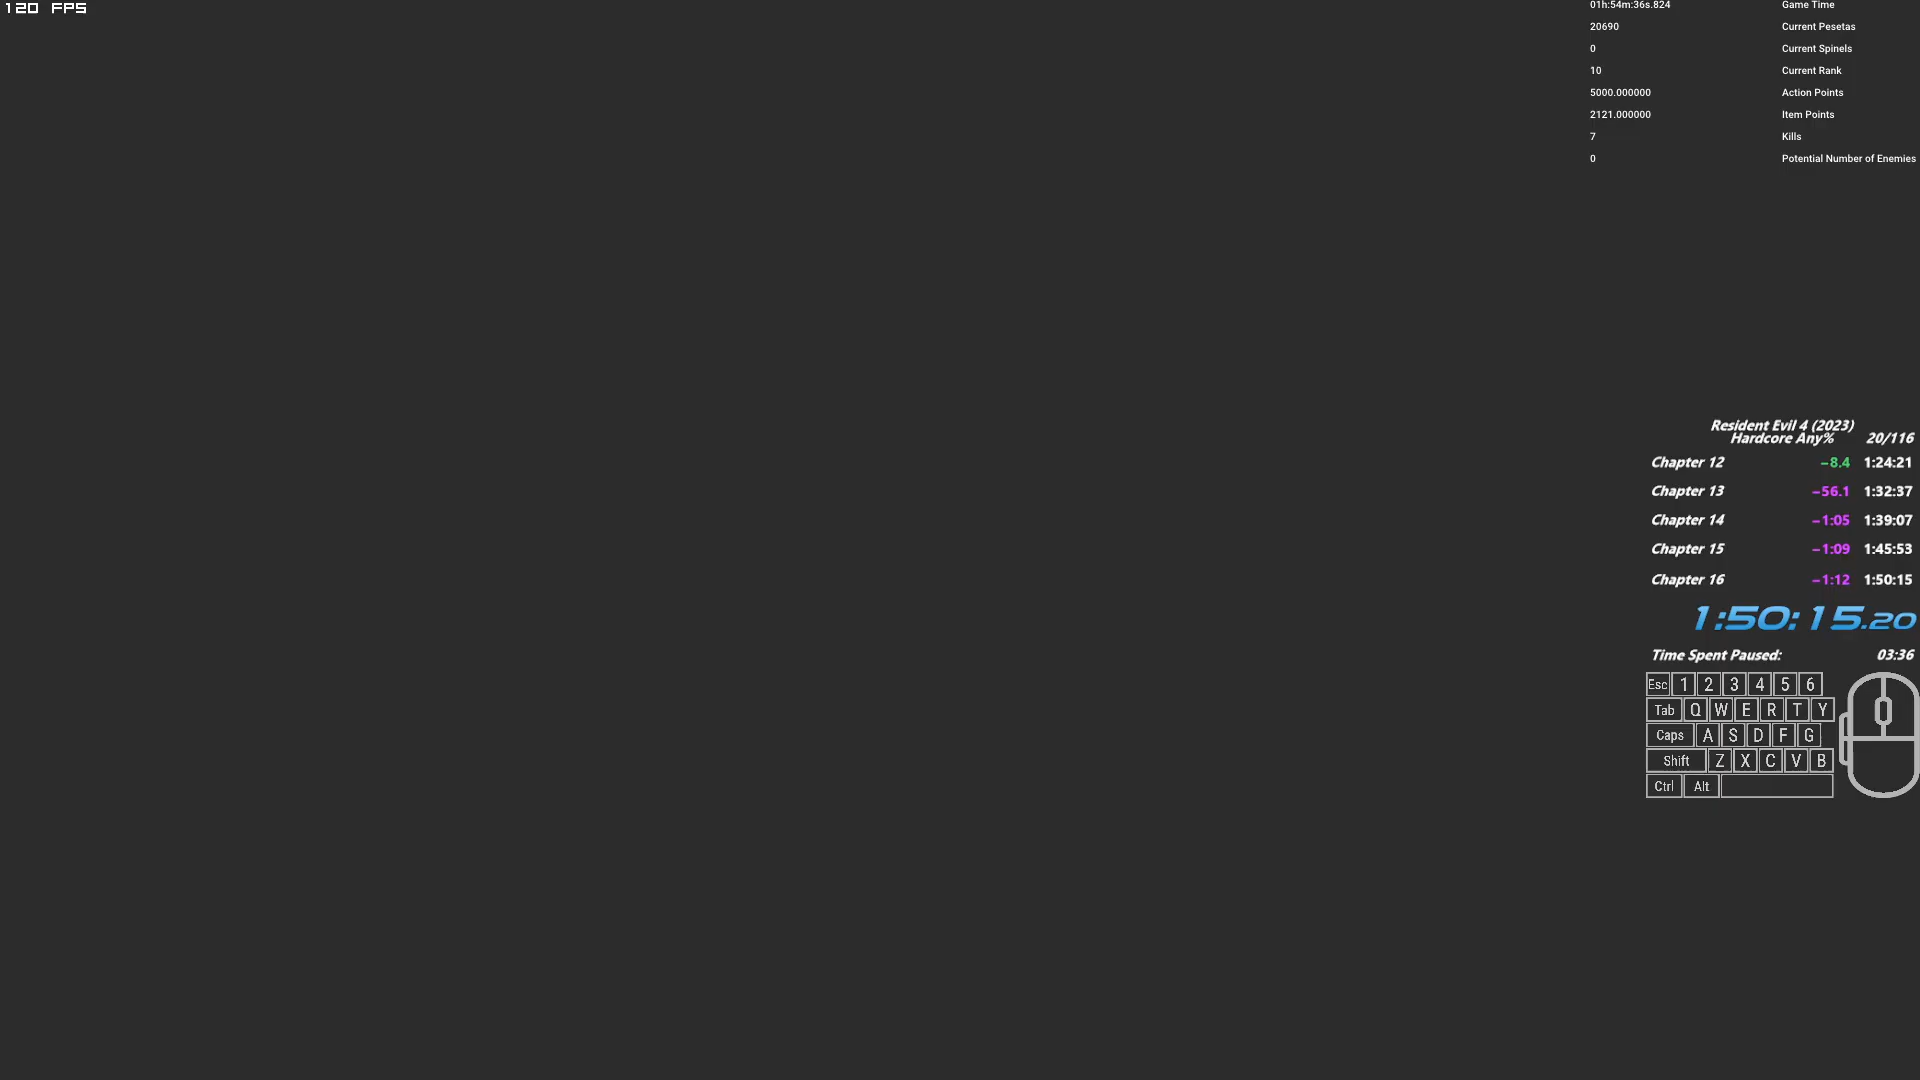 120 FPS
01h:54m:36s.824 Game Time
20690 Current Pesetas
0 Current Spinels
10 Current Rank
5000.000000 Action Points
2121.000000 Item Points
7 Kills
0 Potential Number of Enemies
Resident Evil 4 (2023)
Hardcore Any% 20/116
Chapter 12 −8.4 1:24:21
Chapter 13 −56.1 1:32:37
Chapter 14 −1:05 1:39:07
Chapter 15 −1:09 1:45:53
Chapter 16 −1:12 1:50:15
1:50:15.20
Time Spent Paused: 03:36
Esc 1 2 3 4 5 6
Tab Q W E R T Y
Caps A S D F G
Shift Z X C V B
Ctrl Alt